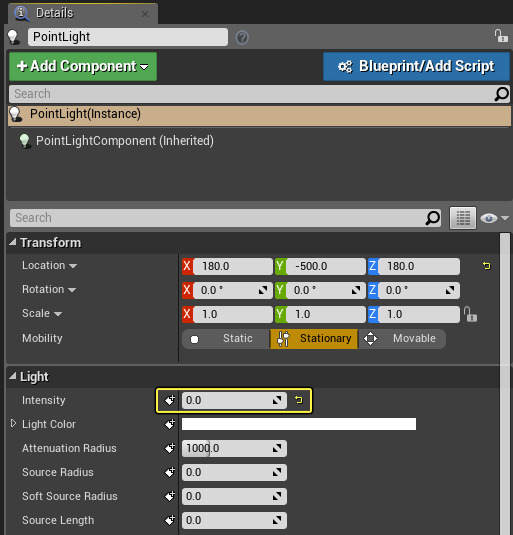 Details
PointLight
+ Add Component
Blueprint/Add Script
Search
PointLight(Instance)
PointLightComponent (Inherited)
Search
Transform
Location X 180.0 Y -500.0 Z 180.0
Rotation X 0.0 ° Y 0.0 ° Z 0.0 °
Scale X 1.0 Y 1.0 Z 1.0
Mobility Static Stationary Movable
Light
Intensity 0.0
Light Color
Attenuation Radius 1000.0
Source Radius 0.0
Soft Source Radius 0.0
Source Length 0.0